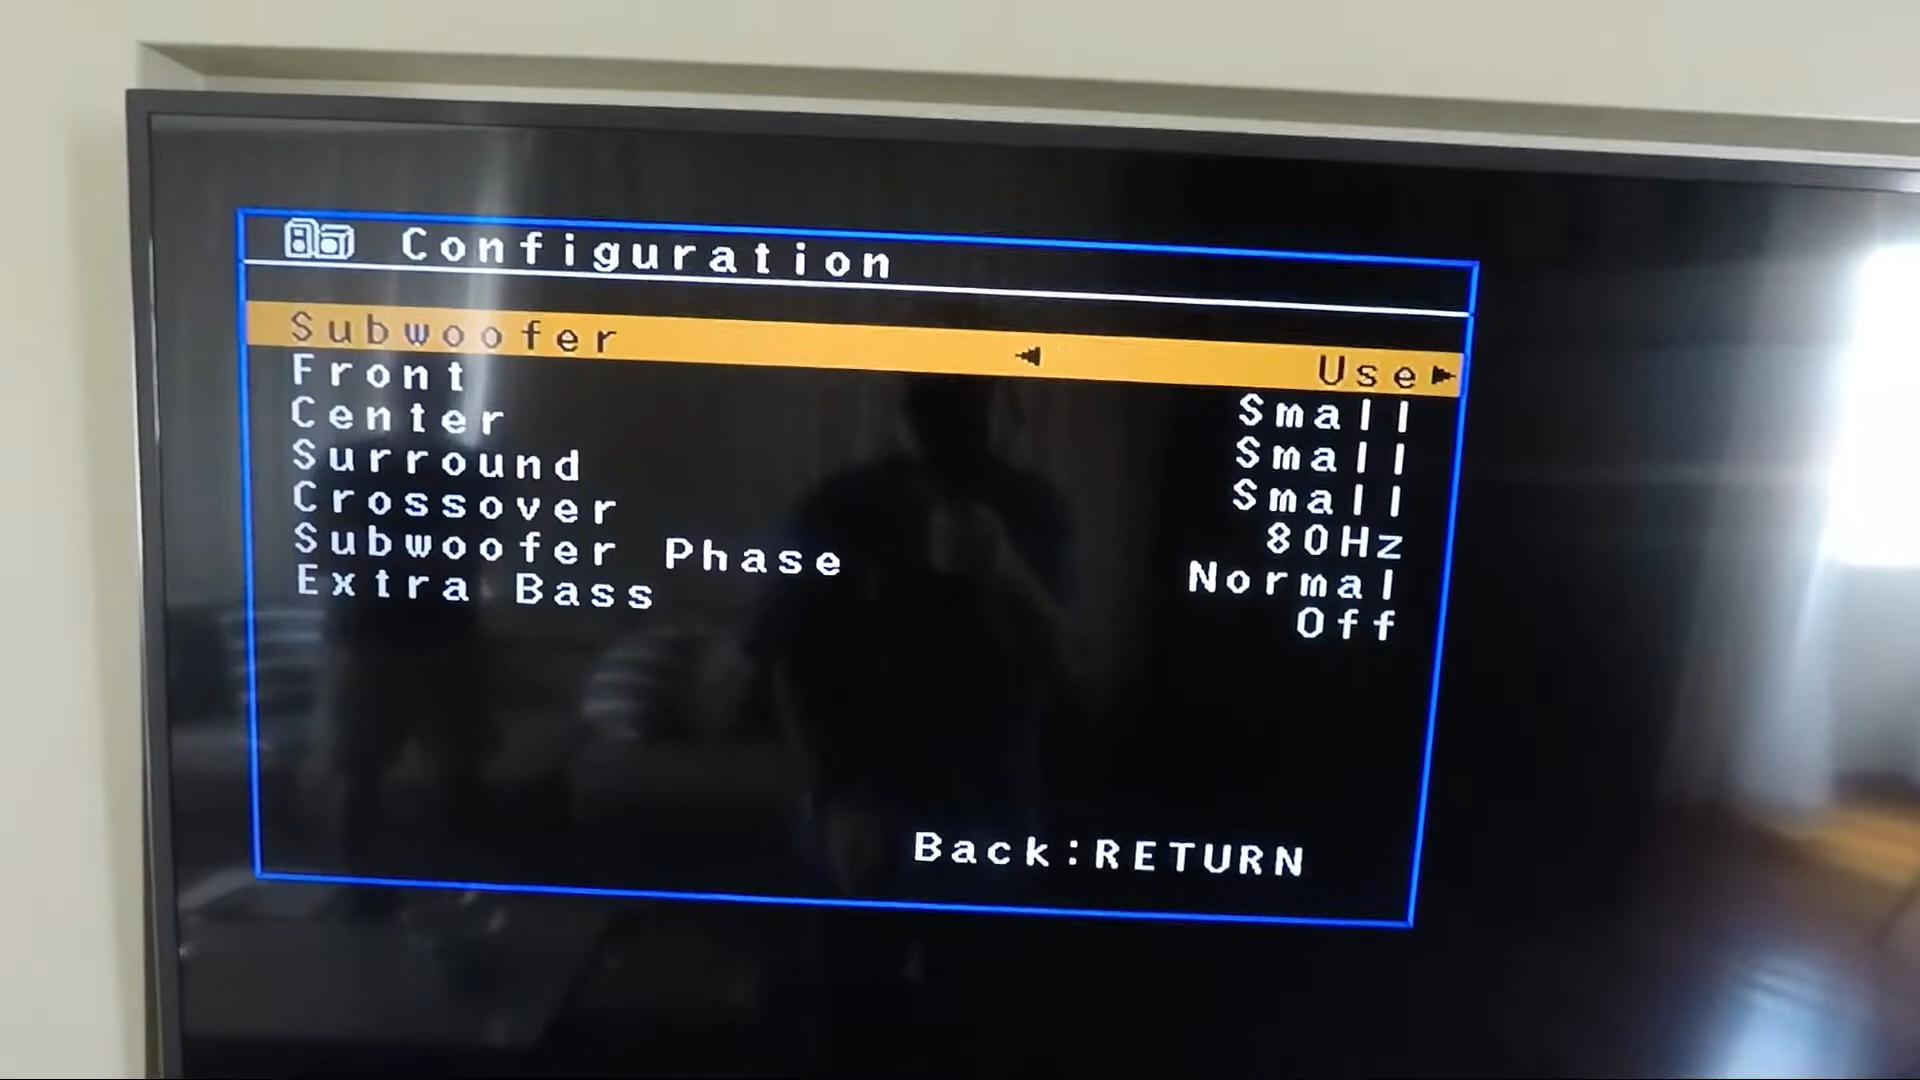 Configuration
Subwoofer Use
Front Small
Center Small
Surround Small
Crossover 80Hz
Subwoofer Phase Normal
Extra Bass Off
Back:RETURN